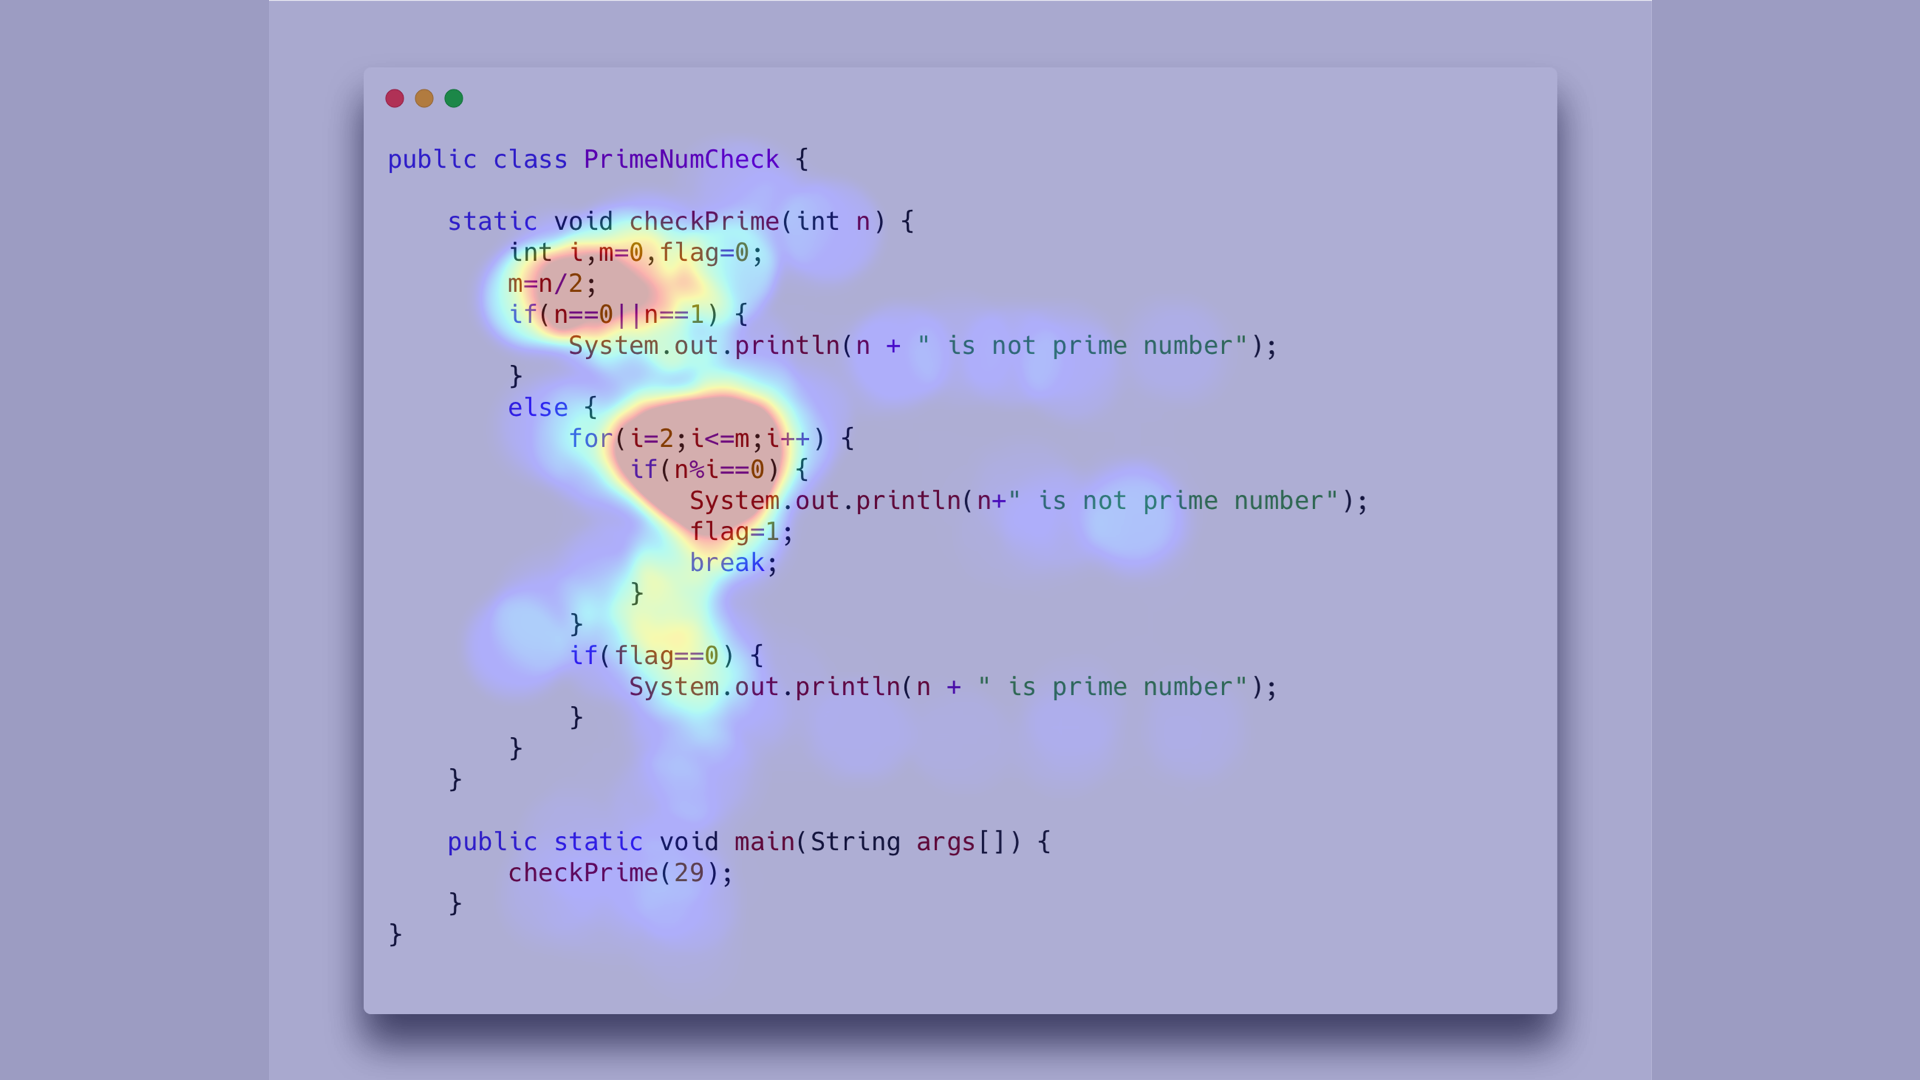 public class PrimeNumCheck {
static void checkPrime(int n) {
int i,m=0,flag=0;
m=n/2;
if(n==0||n==1) {
System.out.println(n + " is not prime number");
}
else {
for(i=2;i<=m;i++) {
if(n%i==0) {
System.out.println(n+" is not prime number");
flag=1;
break;
}
}
if(flag==0) {
System.out.println(n + " is prime number");
}
}
}
public static void main(String args[]) {
checkPrime(29);
}
}